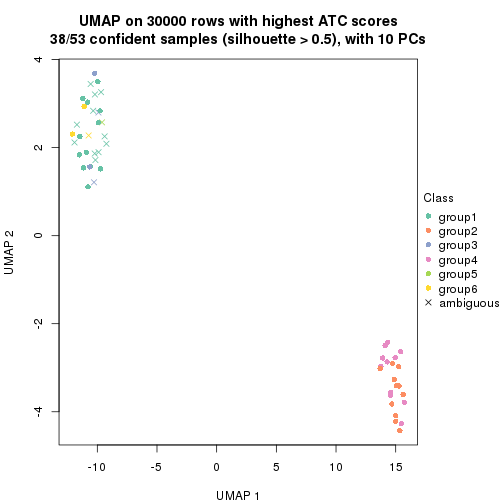 UMAP on 30000 rows with highest ATC scores
38/53 confident samples (silhouette > 0.5), with 10 PCs
4
2
0
-2
-4
UMAP 2
-10
-5
0
5
10
15
UMAP 1
Class
group1
group2
group3
group4
group5
group6
ambiguous